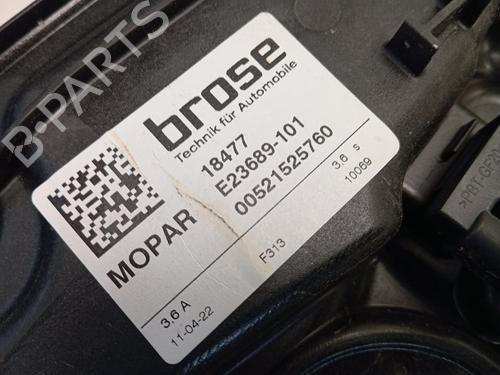 brose
Technik für Automobile
18477
E23689-101
00521525760
MOPAR
3,6 s
10069
F313
3,6 A
11-04-22
B-PARTS